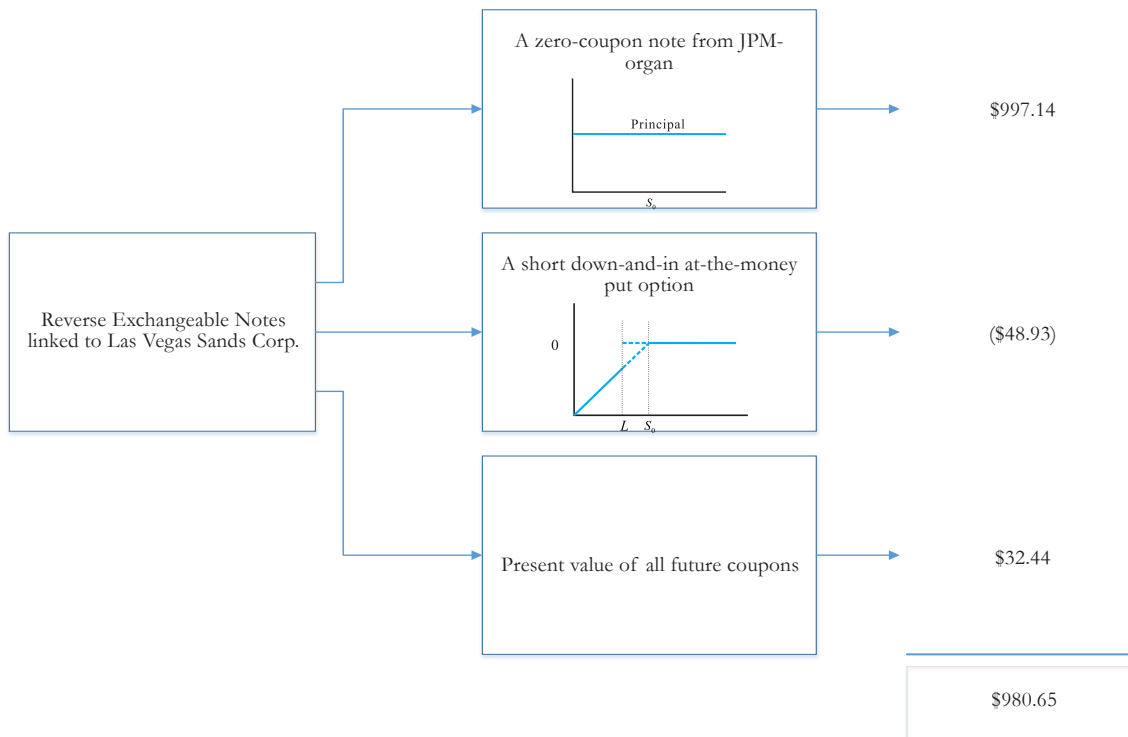 A zero-coupon note from JPM-
organ
Principal
S₀
$997.14
Reverse Exchangeable Notes
linked to Las Vegas Sands Corp.
A short down-and-in at-the-money
put option
0
L S₀
($48.93)
Present value of all future coupons
$32.44
$980.65